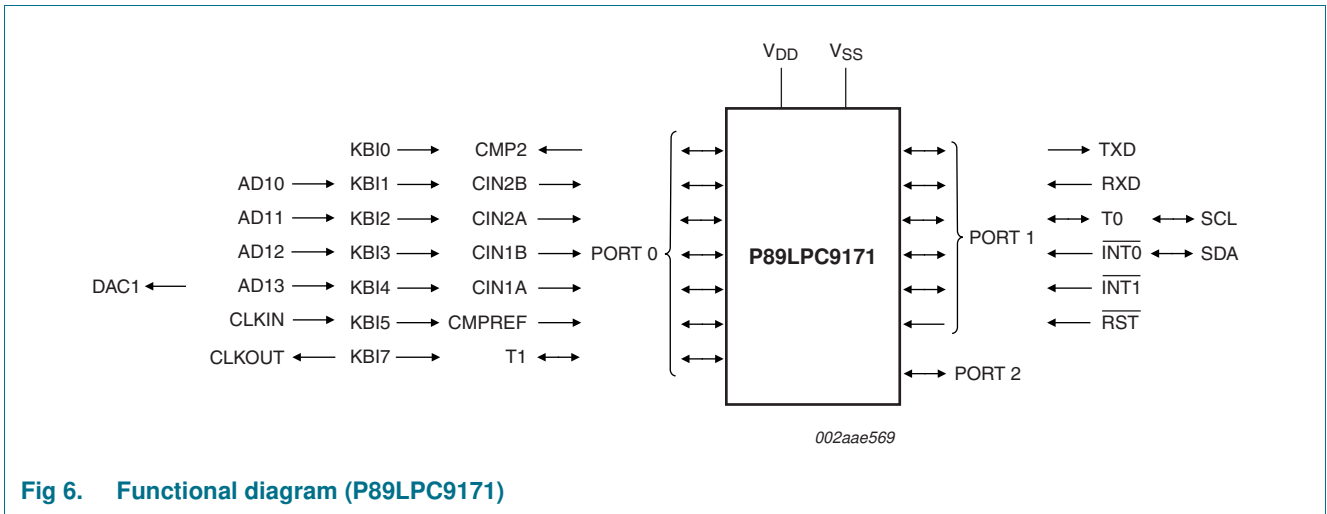 VDD VSS
KBI0 CMP2 TXD
AD10 KBI1 CIN2B RXD
AD11 KBI2 CIN2A T0 SCL
PORT 1
AD12 KBI3 CIN1B PORT 0 P89LPC9171 INT0 SDA
DAC1 AD13 KBI4 CIN1A INT1
CLKIN KBI5 CMPREF RST
CLKOUT KBI7 T1
PORT 2
002aae569
Fig 6. Functional diagram (P89LPC9171)